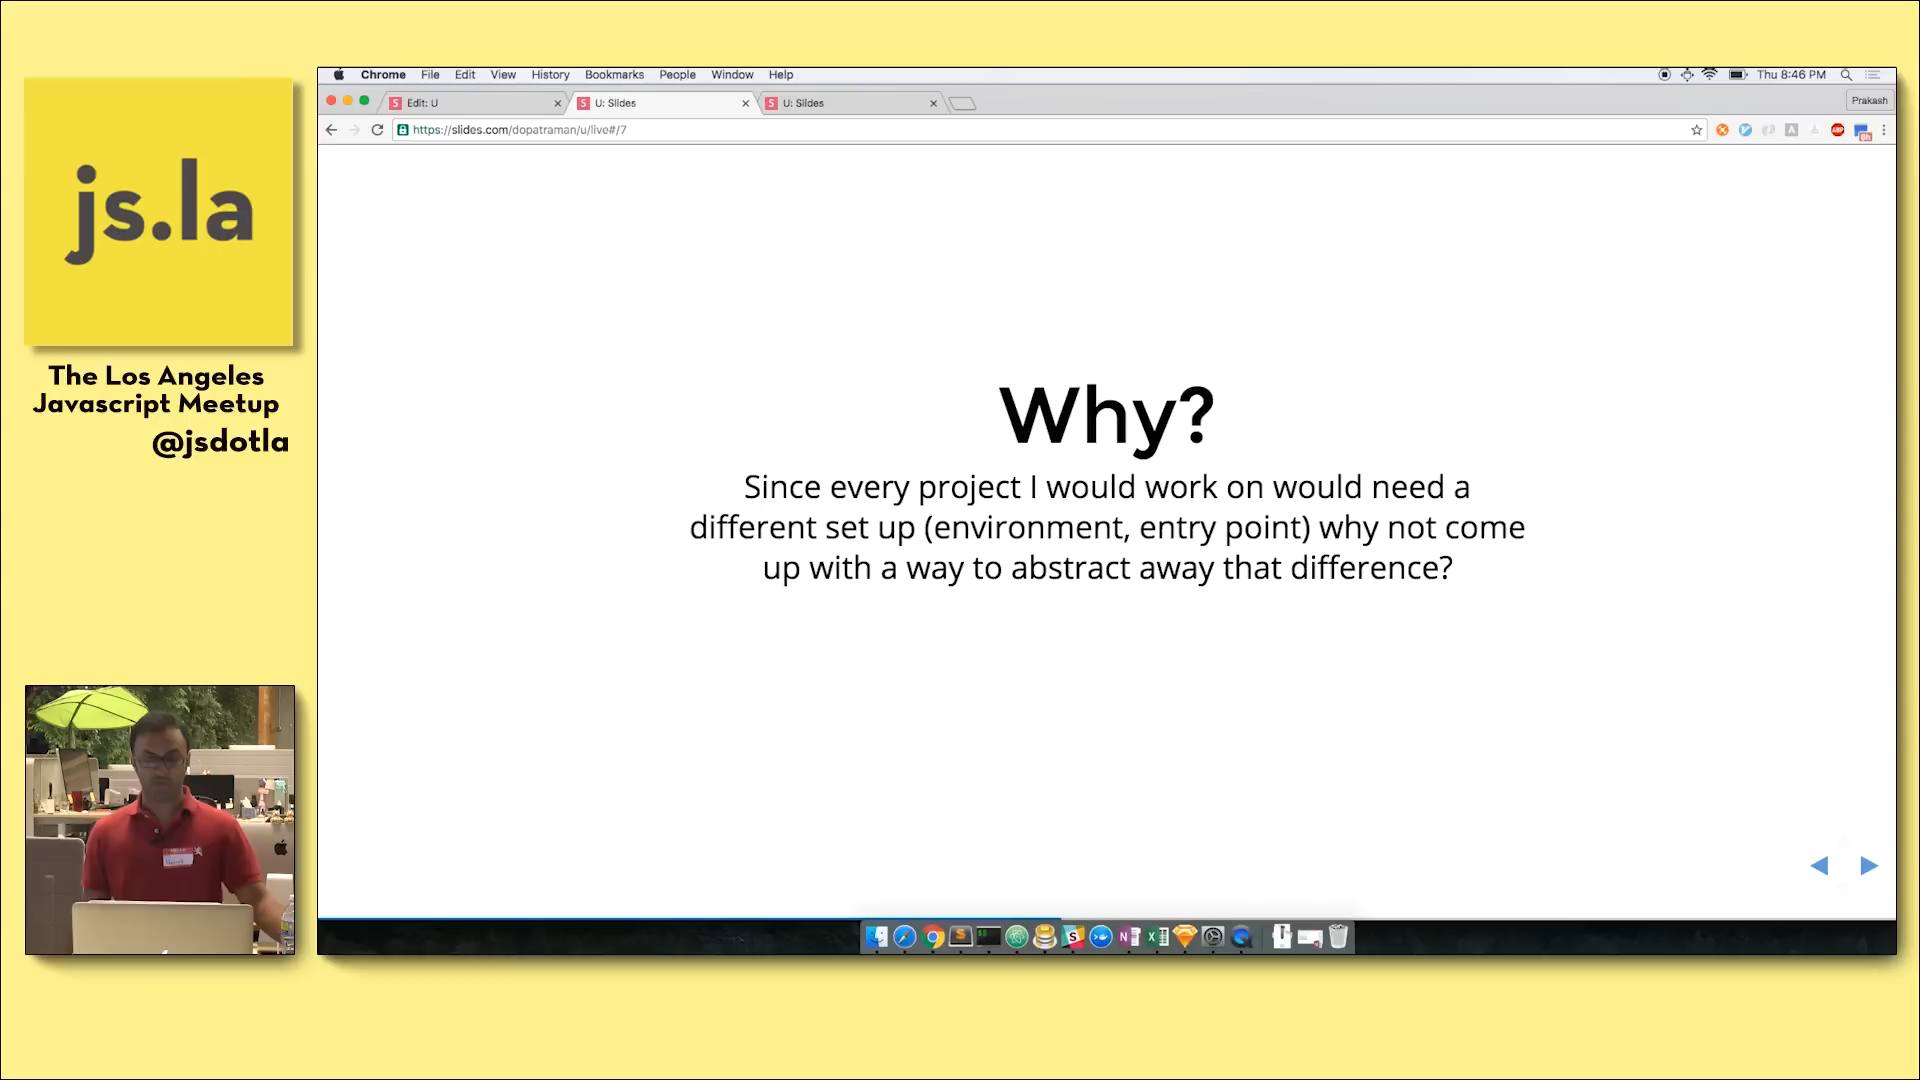 js.la
The Los Angeles
Javascript Meetup
@jsdotla
Chrome File Edit View History Bookmarks People Window Help
Thu 8:46 PM
Edit: U
U: Slides
U: Slides
Prakash
https://slides.com/dopatraman/u/live#/7
ABP
Why?
Since every project I would work on would need a
different set up (environment, entry point) why not come
up with a way to abstract away that difference?